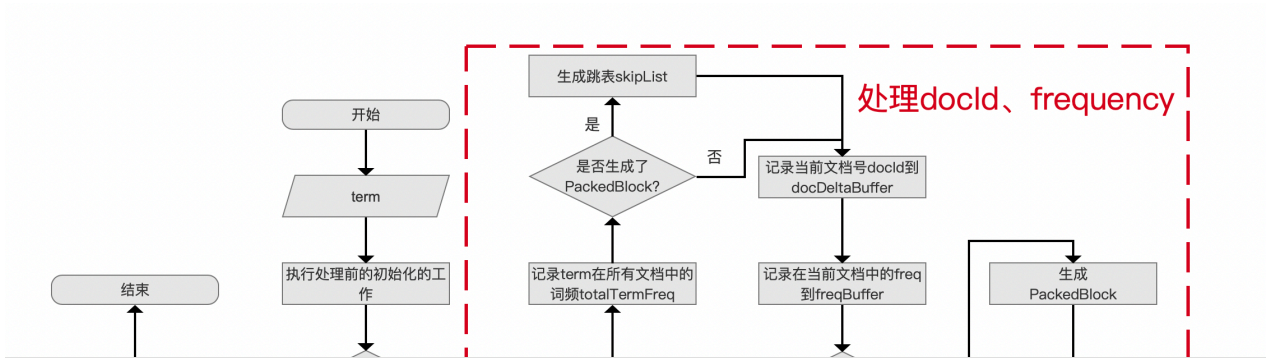 处理docId、frequency
生成跳表skipList
开始
是
是否生成了
PackedBlock?
否
记录当前文档号docId到
docDeltaBuffer
term
结束
执行处理前的初始化的工
作
记录term在所有文档中的
词频totalTermFreq
记录在当前文档中的freq
到freqBuffer
生成
PackedBlock